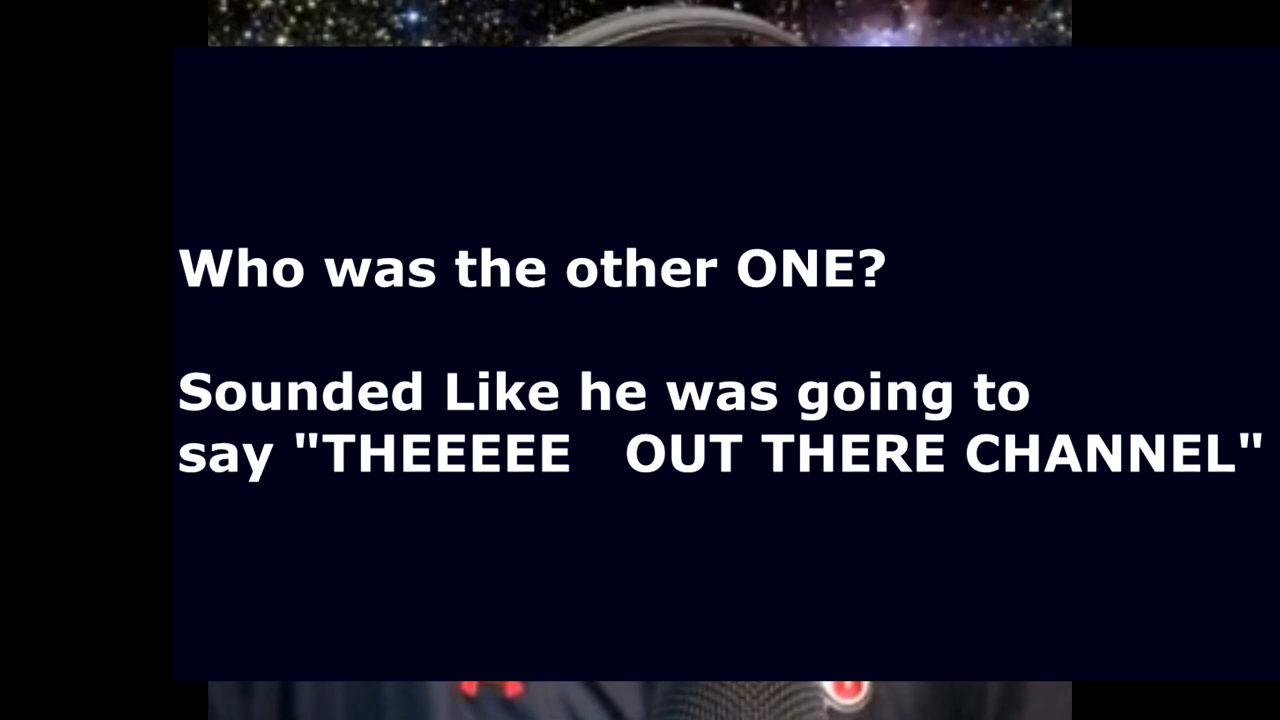 Who was the other ONE?
Sounded Like he was going to
say "THEEEEE OUT THERE CHANNEL"